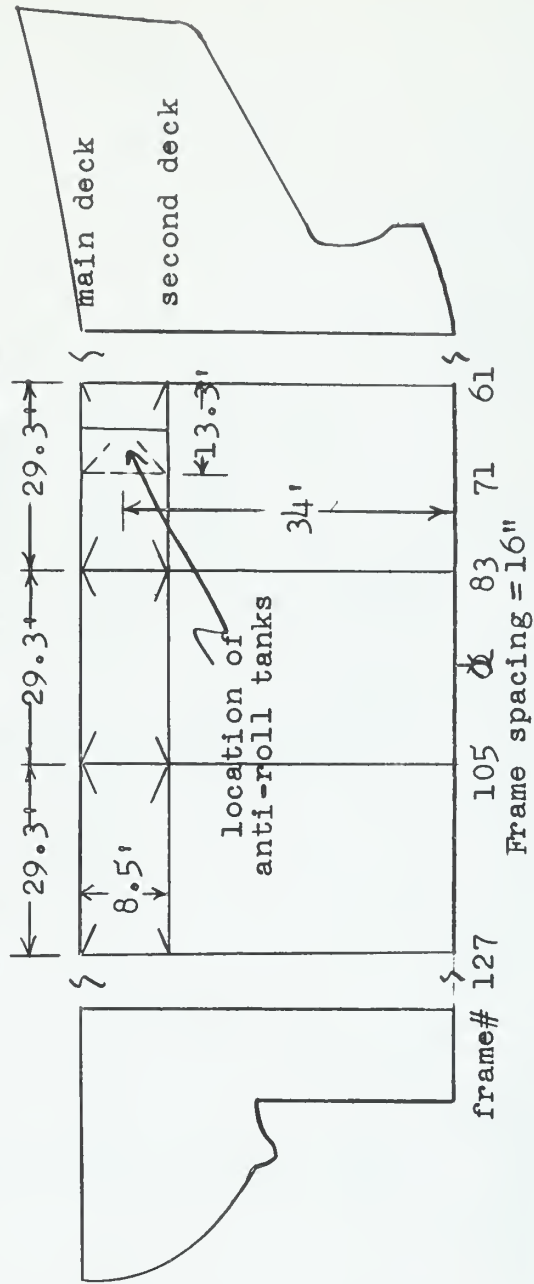 29.3'
29.3'
29.3'
main deck
second deck
8.5'
13.3'
34'
location of
anti-roll tanks
frame# 127 105 83 71 61
Frame spacing = 16"